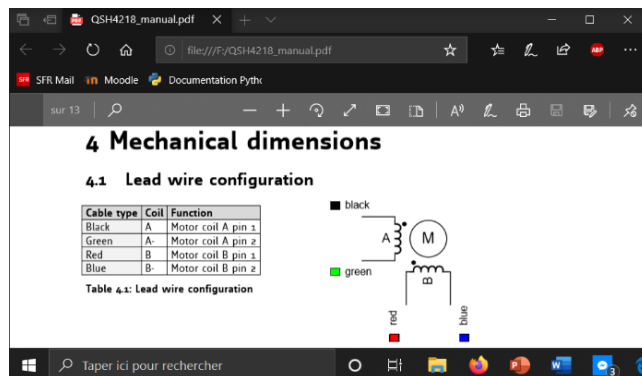 QSH4218_manual.pdf
file:///F:/QSH4218_manual.pdf
ABP
SFR SFR Mail Moodle Documentation Pytho
sur 13
4 Mechanical dimensions
4.1 Lead wire configuration
Cable type Coil Function
Black A Motor coil A pin 1
Green A- Motor coil A pin 2
Red B Motor coil B pin 1
Blue B- Motor coil B pin 2
Table 4.1: Lead wire configuration
black
A M
green
B
red blue
Taper ici pour rechercher
3